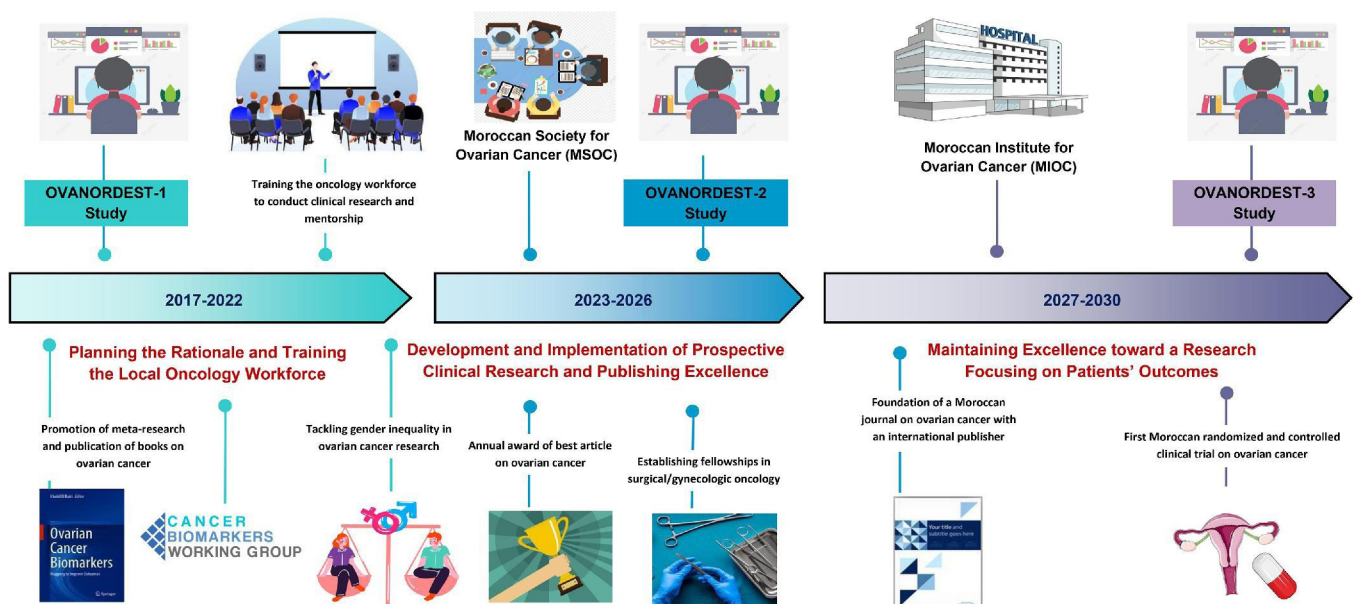 HOSPITAL
Moroccan Society for
Ovarian Cancer (MSOC)
Moroccan Institute for
Ovarian Cancer (MIOC)
OVANORDEST-1
Study
Training the oncology workforce
to conduct clinical research and
mentorship
OVANORDEST-2
Study
OVANORDEST-3
Study
2017-2022
2023-2026
2027-2030
Planning the Rationale and Training
the Local Oncology Workforce
Development and Implementation of Prospective
Clinical Research and Publishing Excellence
Maintaining Excellence toward a Research
Focusing on Patients' Outcomes
Promotion of meta-research
and publication of books on
ovarian cancer
Tackling gender inequality in
ovarian cancer research
Annual award of best article
on ovarian cancer
Establishing fellowships in
surgical/gynecologic oncology
Foundation of a Moroccan
journal on ovarian cancer with
an international publisher
First Moroccan randomized and controlled
clinical trial on ovarian cancer
Ovarian
Cancer
Biomarkers
Springer
CANCER
BIOMARKERS
WORKING GROUP
Your title and
subtitle goes here